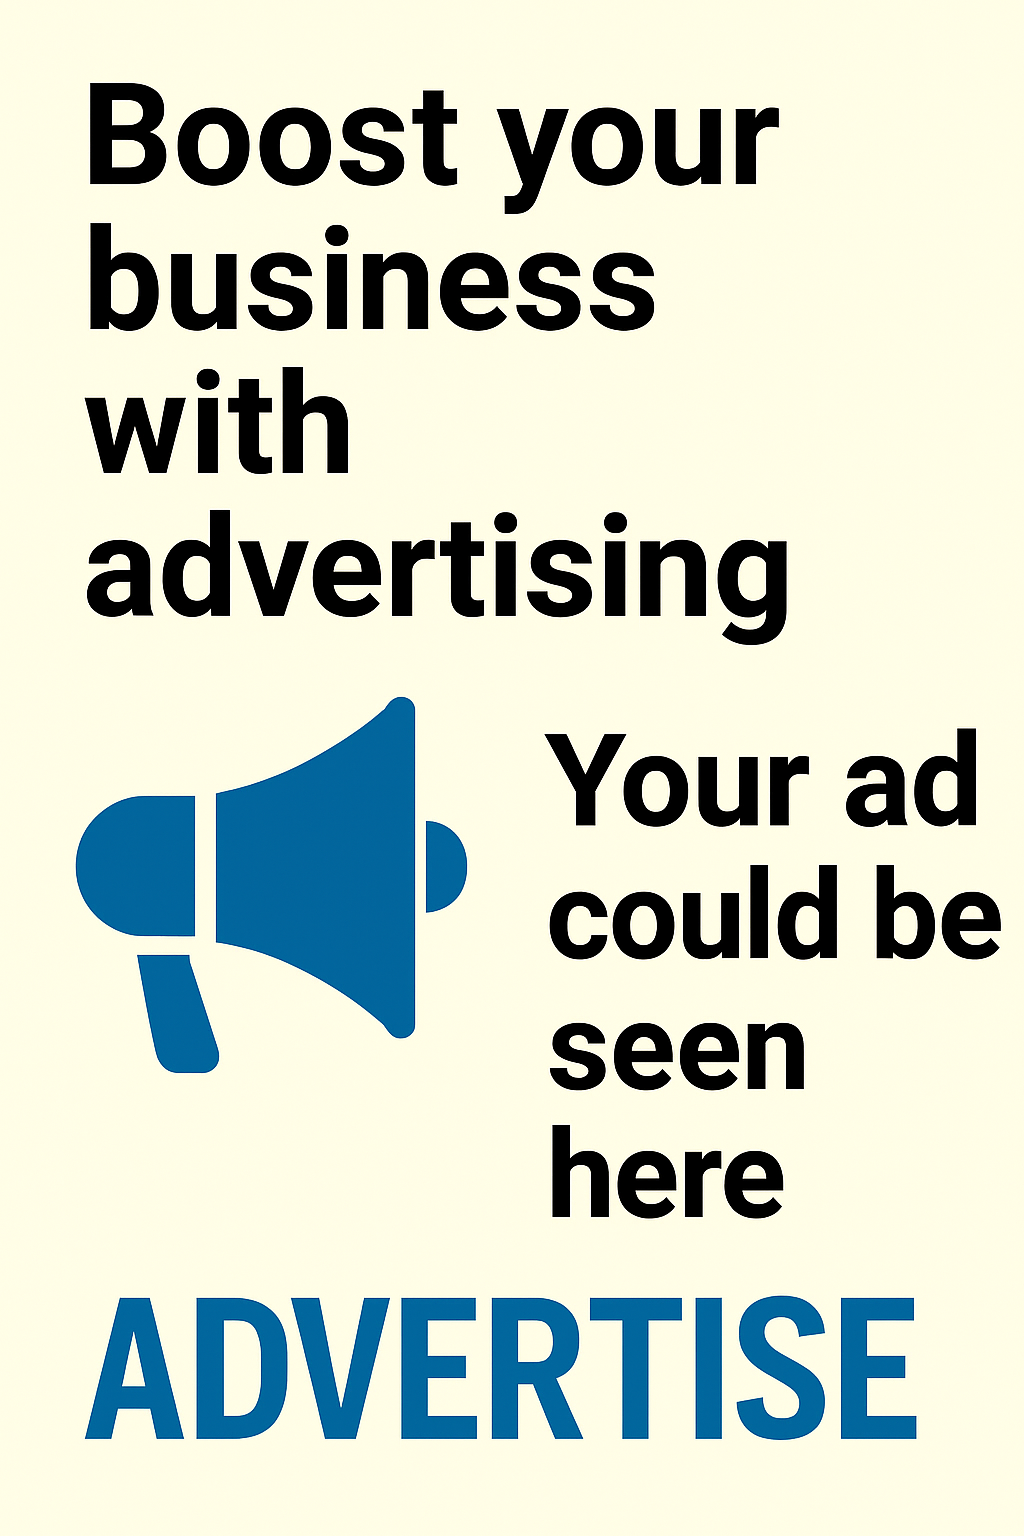 Boost your
business
with
advertising
Your ad
could be
seen
here
ADVERTISE